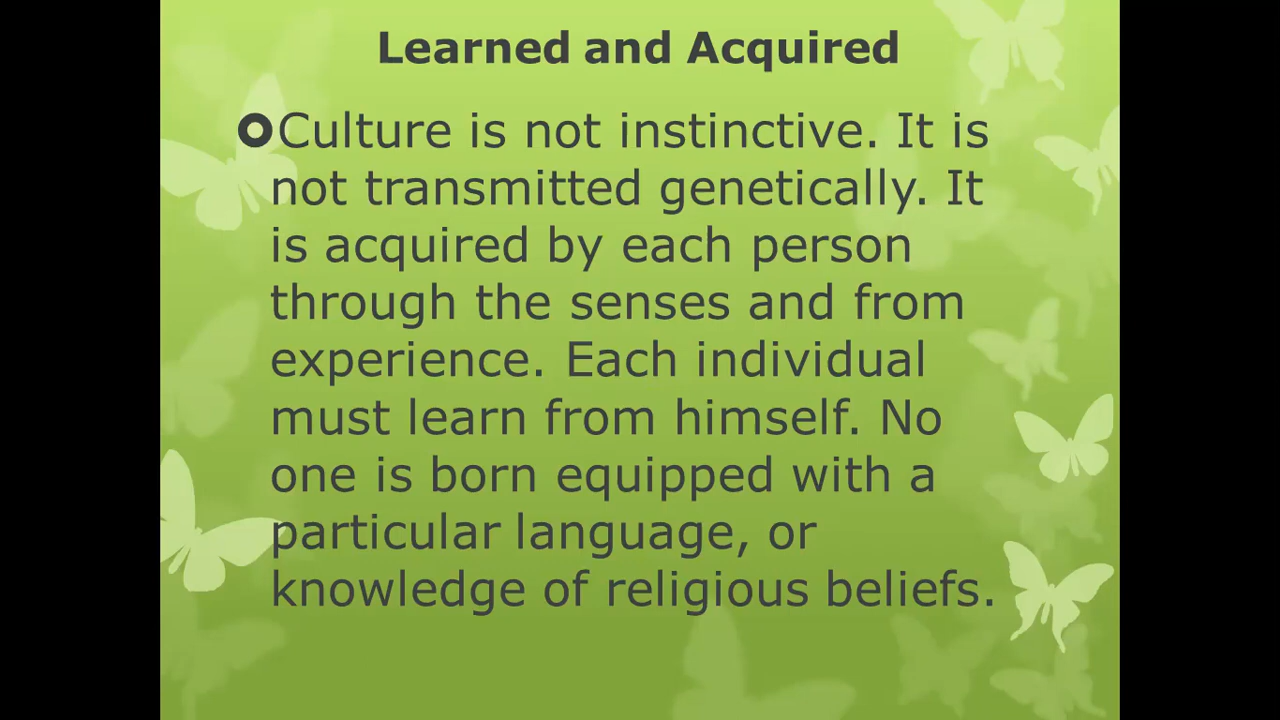 Learned and Acquired
Culture is not instinctive. It is
not transmitted genetically. It
is acquired by each person
through the senses and from
experience. Each individual
must learn from himself. No
one is born equipped with a
particular language, or
knowledge of religious beliefs.